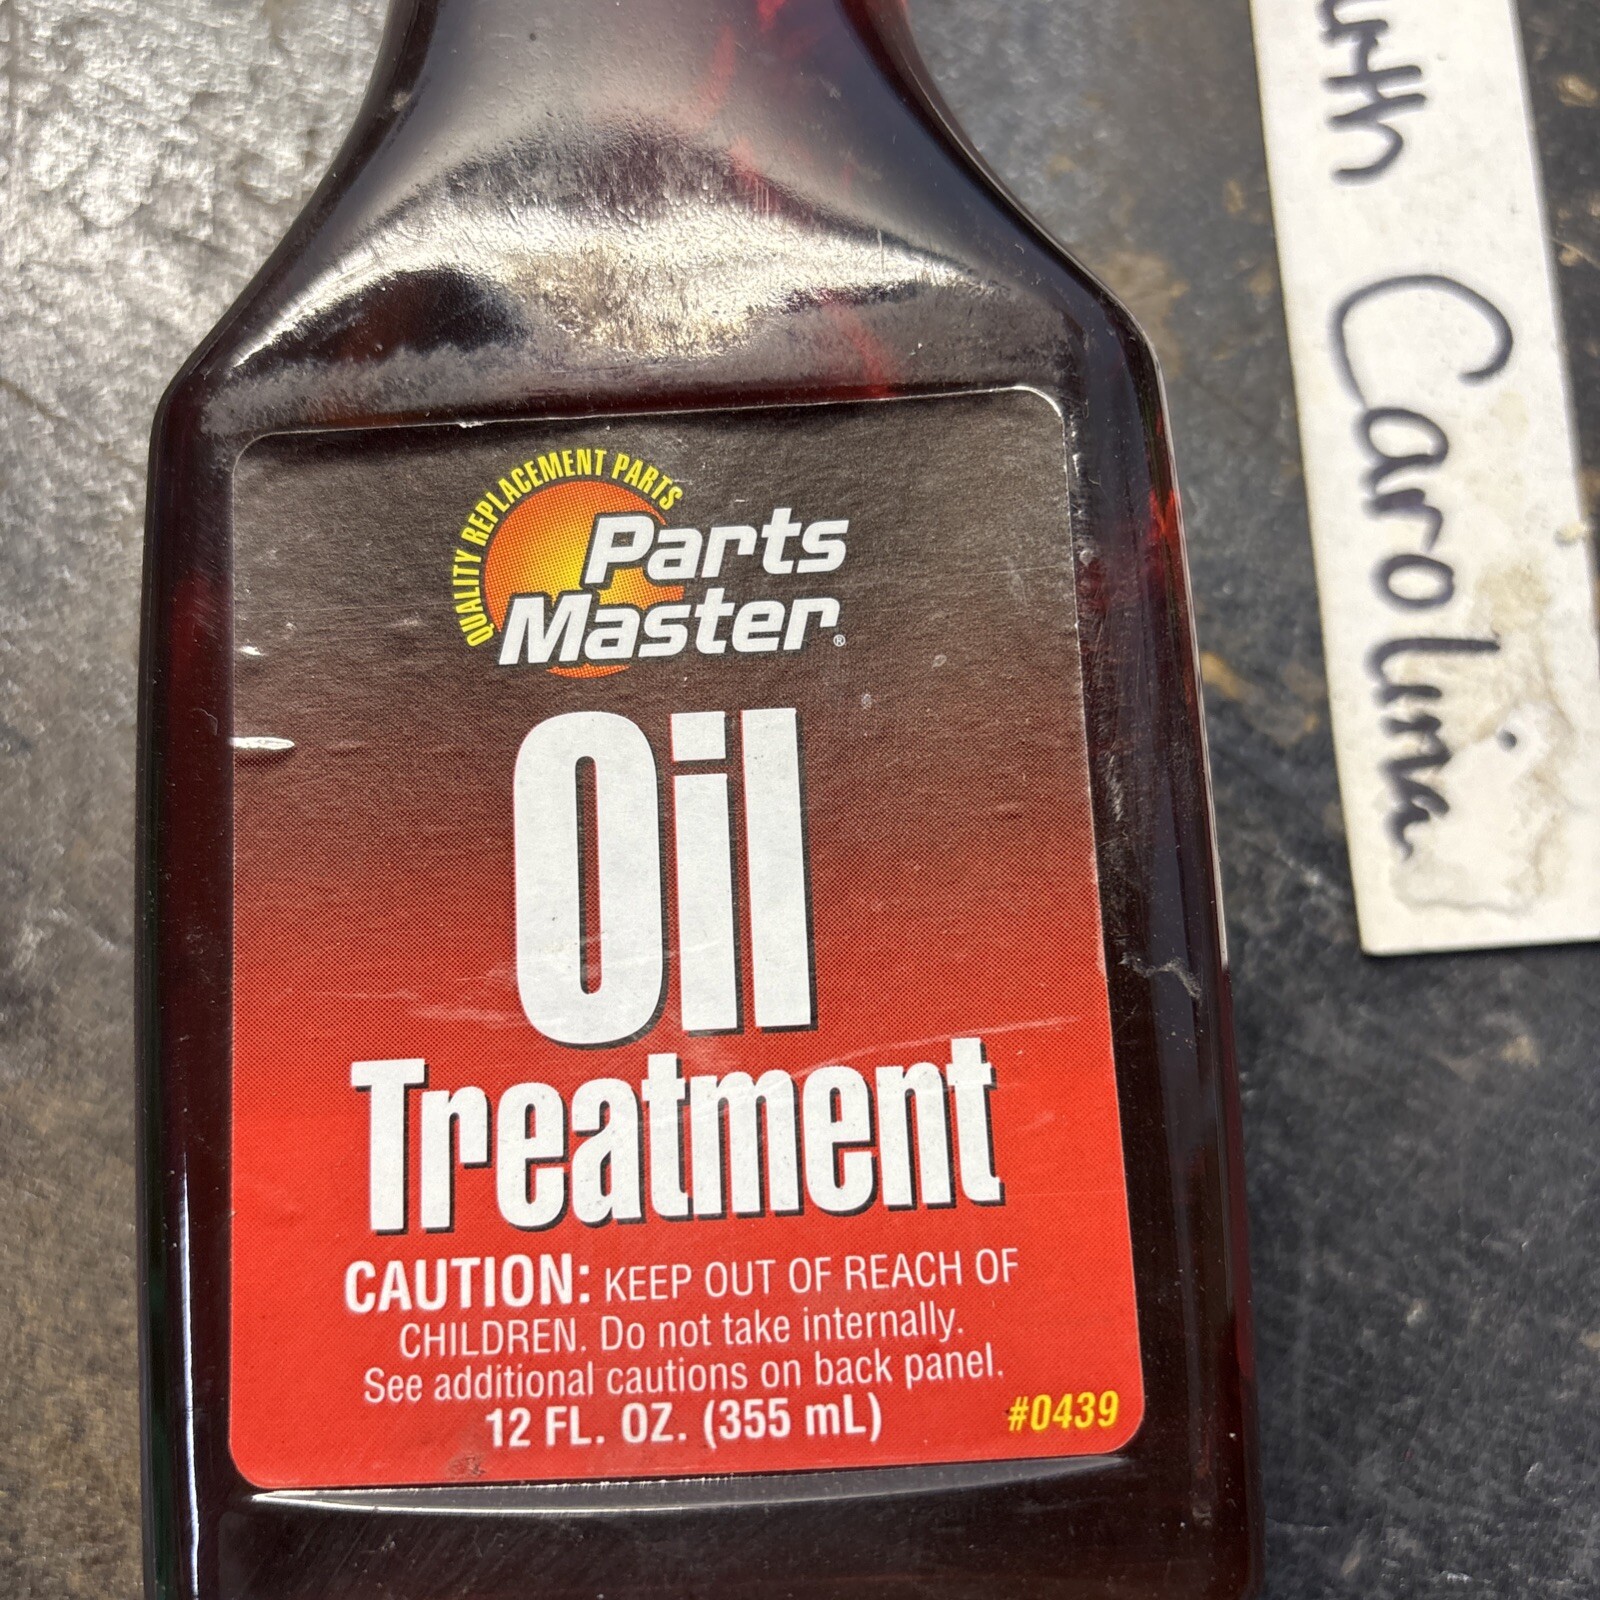 QUALITY REPLACEMENT PARTS
Parts
Master®
Oil
Treatment
CAUTION: KEEP OUT OF REACH OF
CHILDREN. Do not take internally.
See additional cautions on back panel.
12 FL. OZ. (355 mL)
#0439
Carolina